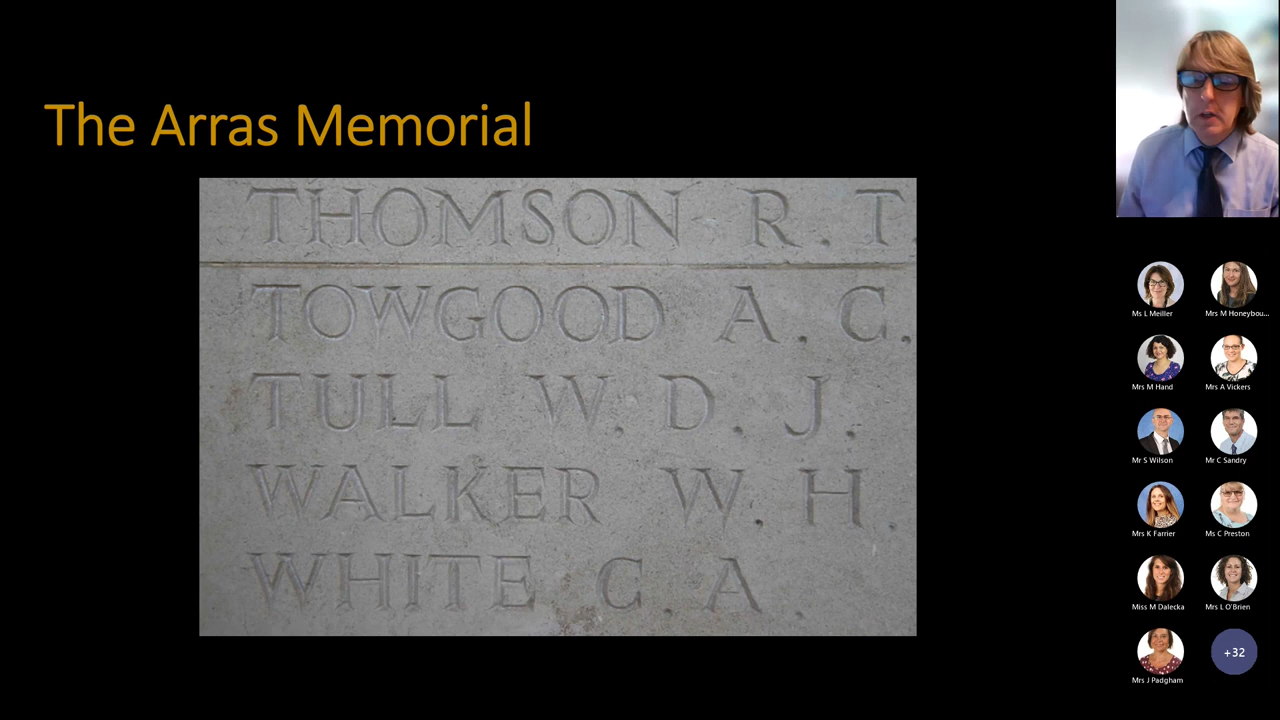 The Arras Memorial
THOMSON R. T.
TOWGOOD A. C.
TULL W. D. J.
WALKER W. H.
WHITE C. A.
Ms L Meiller
Mrs M Honeybou...
Mrs M Hand
Mrs A Vickers
Mr S Wilson
Mr C Sandry
Mrs K Farrier
Ms C Preston
Miss M Dalecka
Mrs L O'Brien
Mrs J Padgham
+32